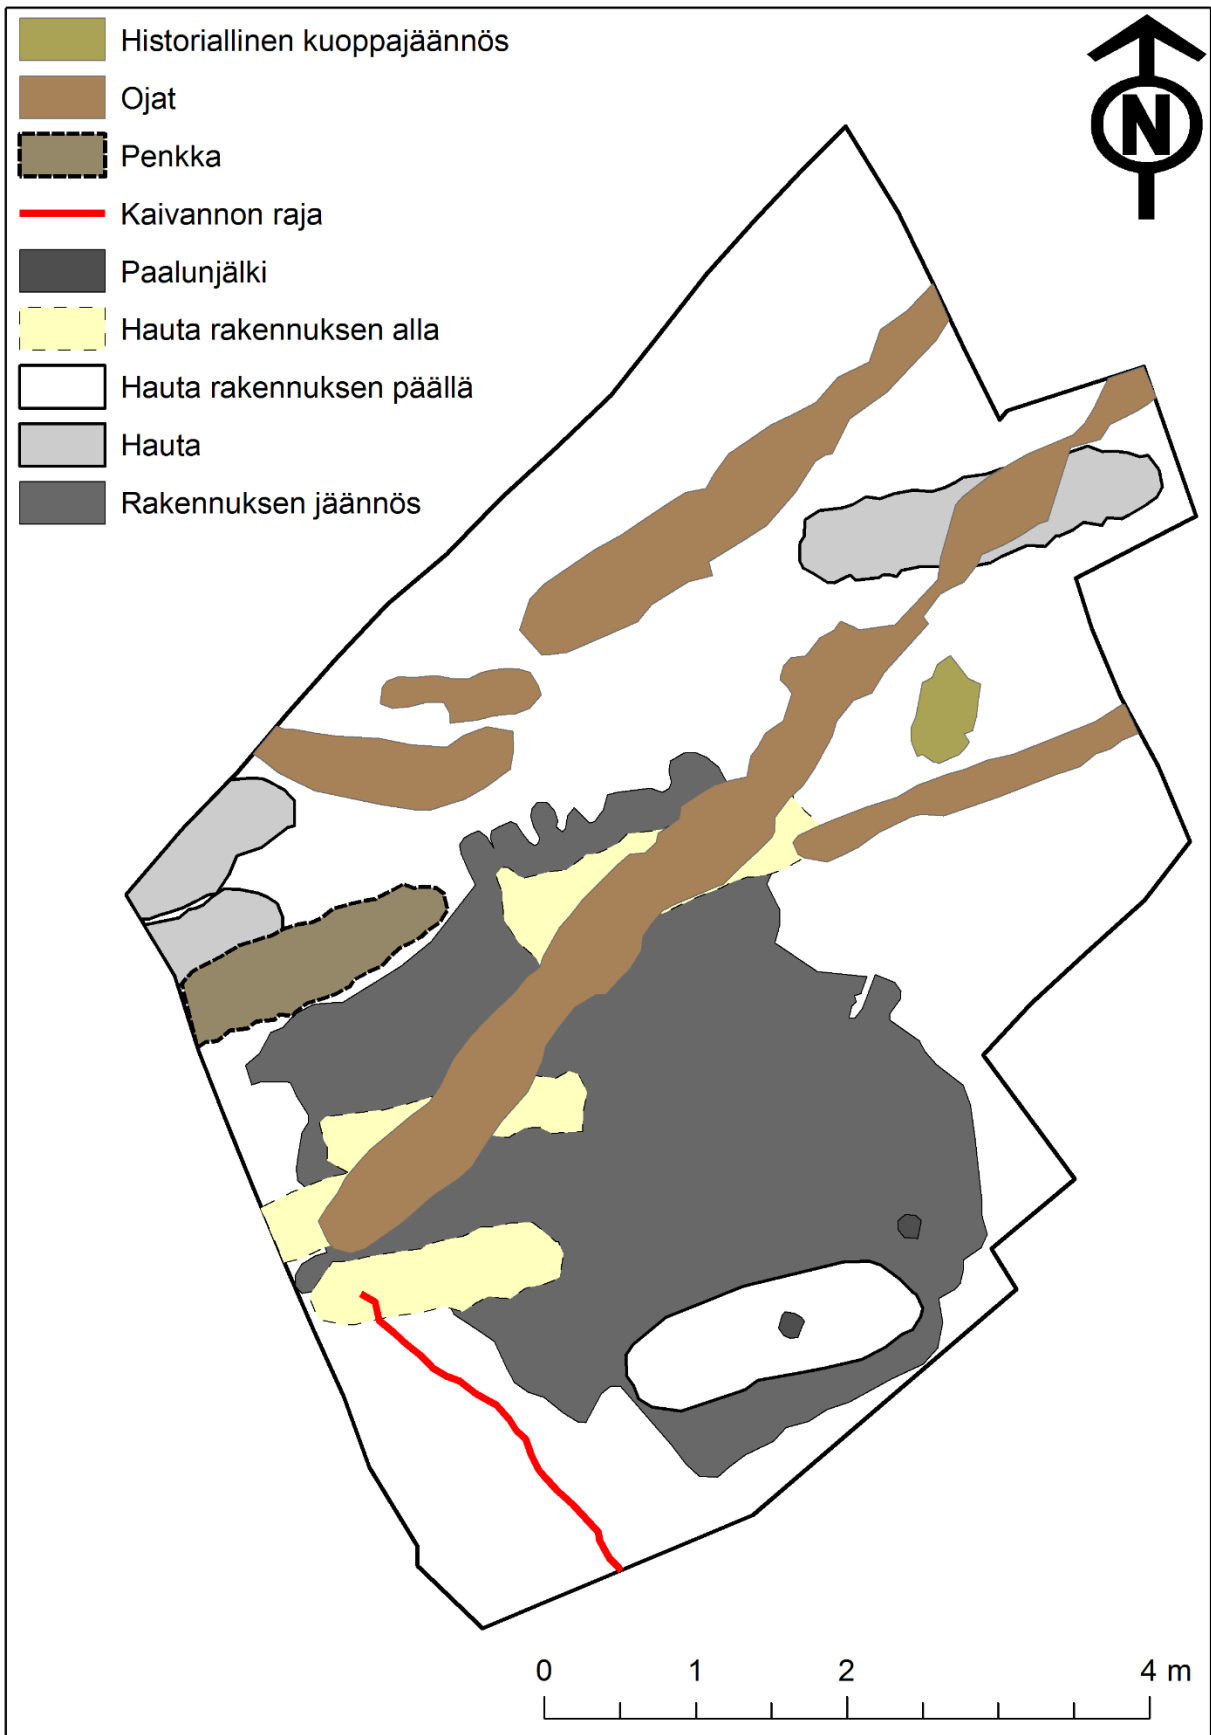 Historiallinen kuoppajäännös
Ojat
Penkka
Kaivannon raja
Paalunjälki
Hauta rakennuksen alla
Hauta rakennuksen päällä
Hauta
Rakennuksen jäännös
N
0 1 2 4 m